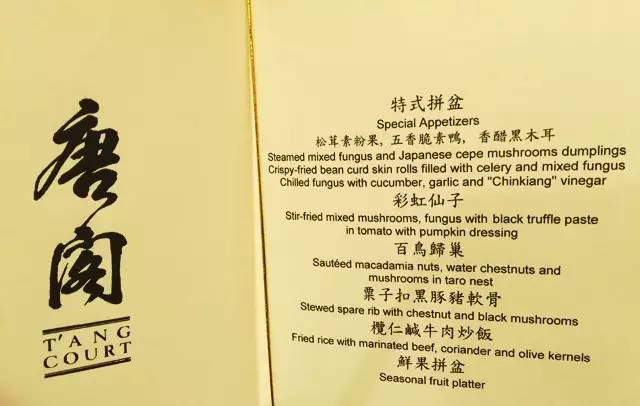 唐閣
T'ANG
COURT
特式拼盆
Special Appetizers
松茸素粉果, 五香脆素鴨, 香醋黑木耳
Steamed mixed fungus and Japanese cepe mushrooms dumplings
Crispy-fried bean curd skin rolls filled with celery and mixed fungus
Chilled fungus with cucumber, garlic and "Chinkiang" vinegar
彩虹仙子
Stir-fried mixed mushrooms, fungus with black truffle paste
in tomato with pumpkin dressing
百鳥歸巢
Sautéed macadamia nuts, water chestnuts and
mushrooms in taro nest
粟子扣黑豚豬軟骨
Stewed spare rib with chestnut and black mushrooms
欖仁鹹牛肉炒飯
Fried rice with marinated beef, coriander and olive kernels
鮮果拼盆
Seasonal fruit platter